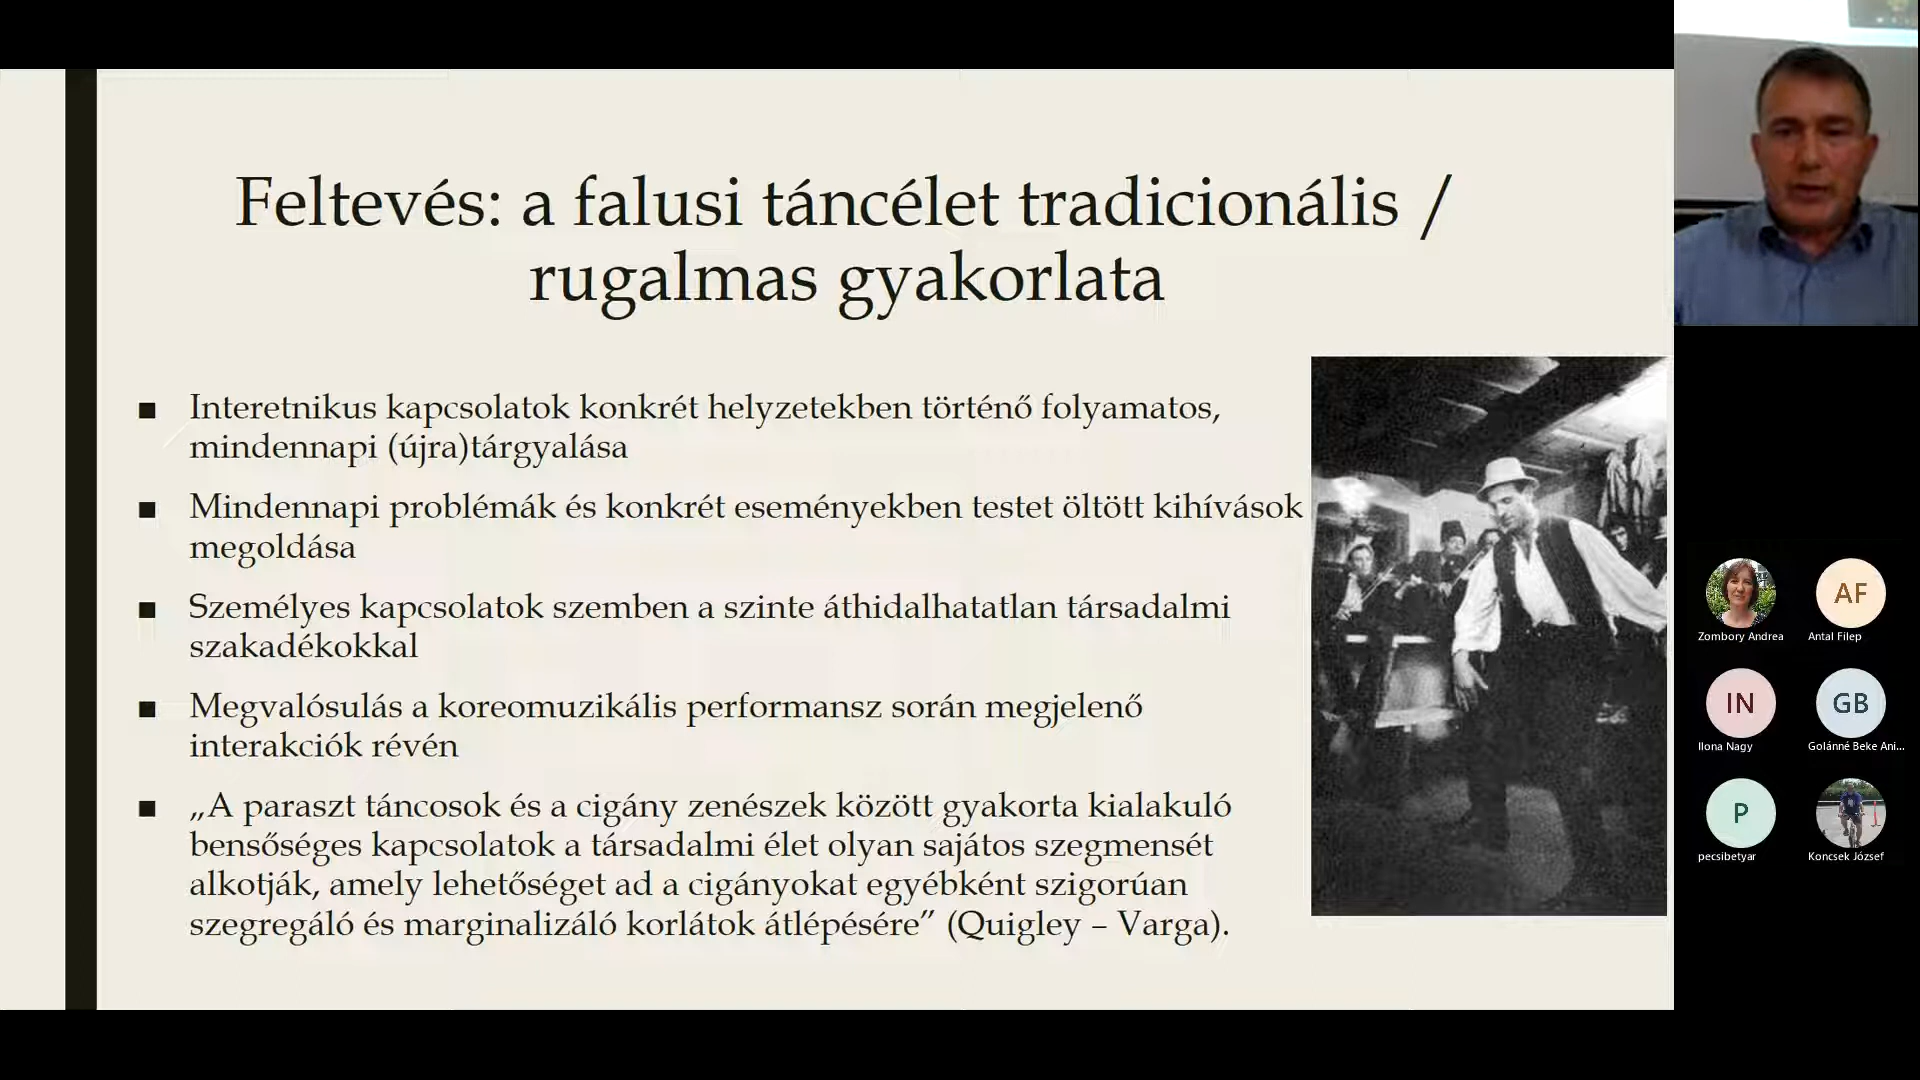 Feltevés: a falusi táncélet tradicionális /
rugalmas gyakorlata
■ Interetnikus kapcsolatok konkrét helyzetekben történő folyamatos,
mindennapi (újra)tárgyalása
■ Mindennapi problémák és konkrét eseményekben testet öltött kihívások
megoldása
■ Személyes kapcsolatok szemben a szinte áthidalhatatlan társadalmi
szakadékokkal
■ Megvalósulás a koreomuzikális performansz során megjelenő
interakciók révén
■ „A paraszt táncosok és a cigány zenészek között gyakorta kialakuló
bensőséges kapcsolatok a társadalmi élet olyan sajátos szegmensét
alkotják, amely lehetőséget ad a cigányokat egyébként szigorúan
szegregáló és marginalizáló korlátok átlépésére” (Quigley – Varga).
Zombory Andrea
AF
Antal Filep
IN
Ilona Nagy
GB
Golánné Beke Ani...
P
pecsibetyar
Koncsek József